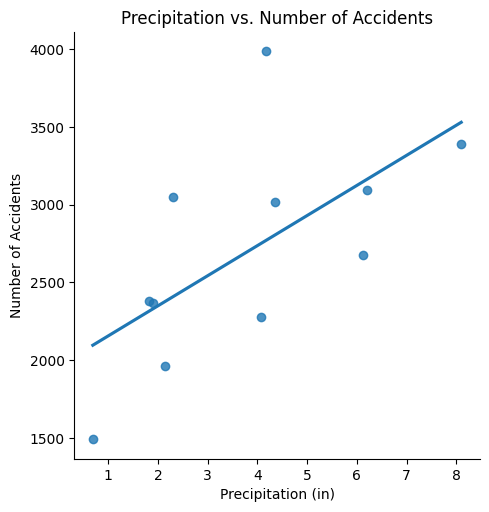 Precipitation vs. Number of Accidents
4000
3500
3000
2500
2000
1500
Number of Accidents
1 2 3 4 5 6 7 8
Precipitation (in)